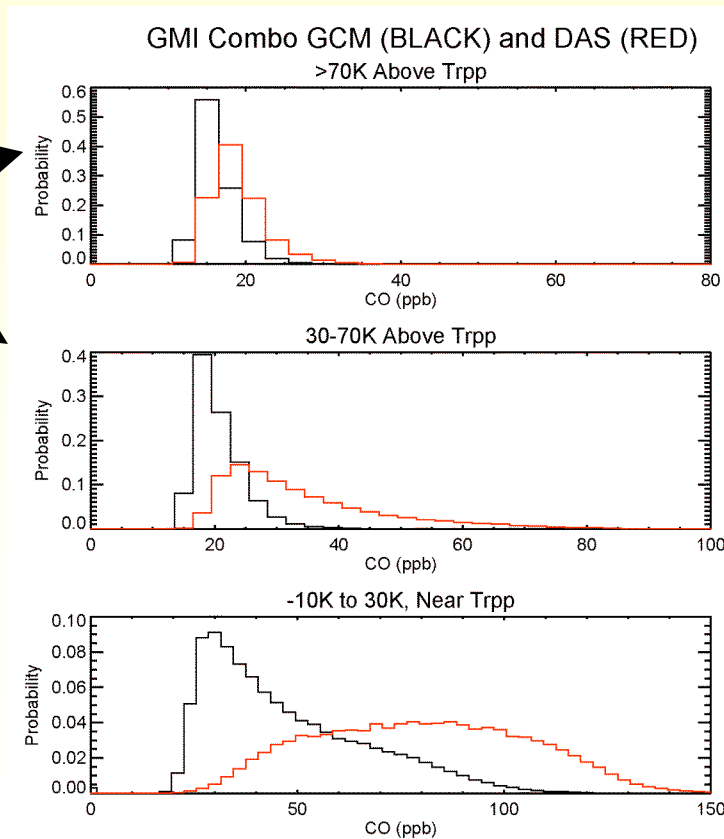 GMI Combo GCM (BLACK) and DAS (RED)
>70K Above Trpp
Probability
0.6
0.5
0.4
0.3
0.2
0.1
0.0
0 20 40 60 80
CO (ppb)
30-70K Above Trpp
Probability
0.4
0.3
0.2
0.1
0.0
0 20 40 60 80 100
CO (ppb)
-10K to 30K, Near Trpp
Probability
0.10
0.08
0.06
0.04
0.02
0.00
0 50 100 150
CO (ppb)